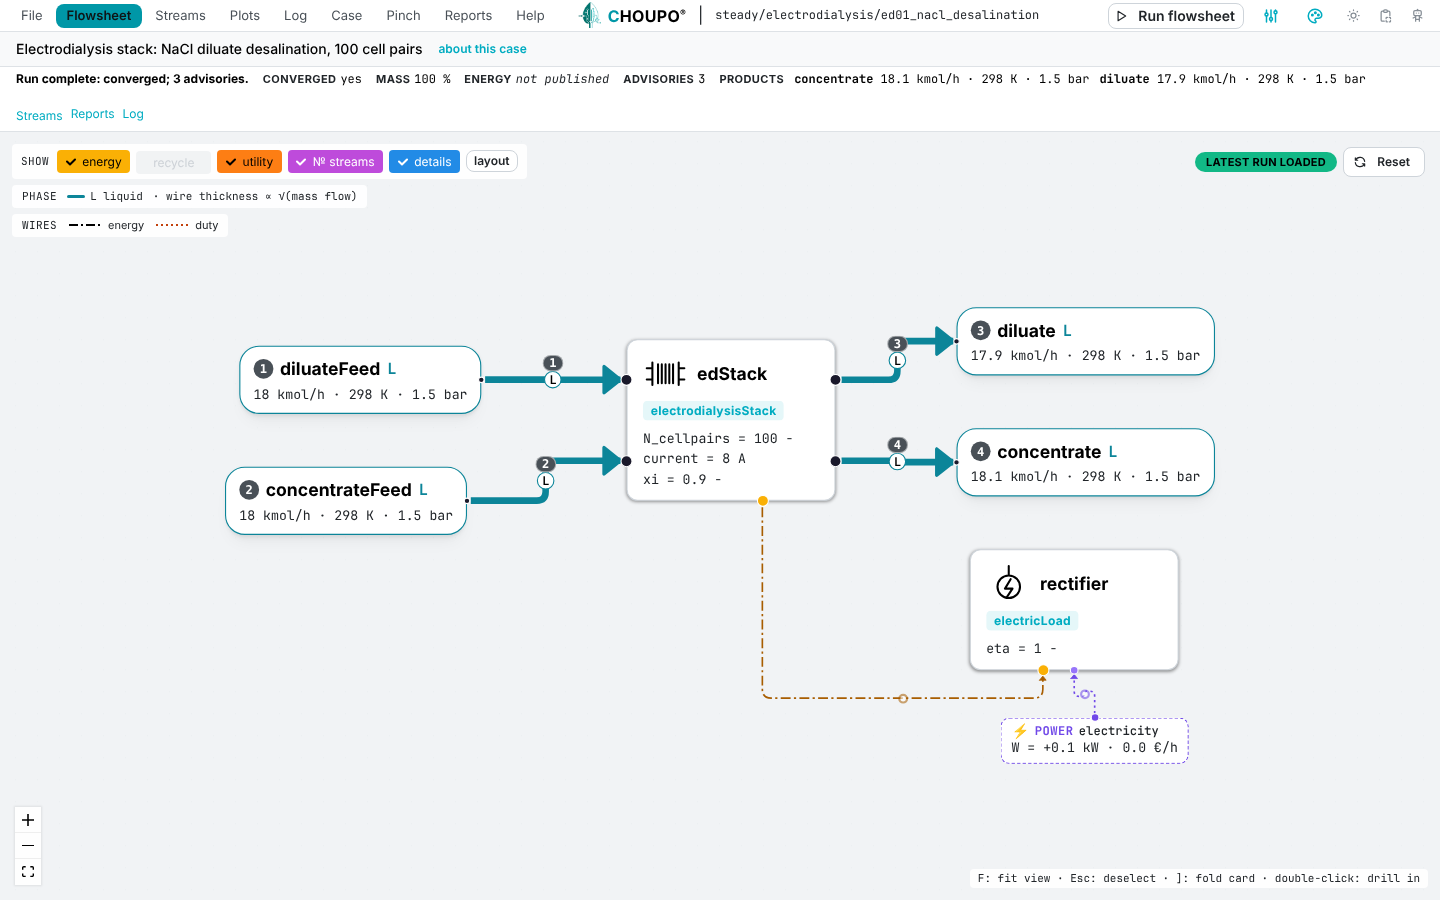 File Flowsheet Streams Plots Log Case Pinch Reports Help CHOUPO® steady/electrodialysis/ed01_nacl_desalination Run flowsheet
Electrodialysis stack: NaCl diluate desalination, 100 cell pairs about this case
Run complete: converged; 3 advisories. CONVERGED yes MASS 100 % ENERGY not published ADVISORIES 3 PRODUCTS concentrate 18.1 kmol/h · 298 K · 1.5 bar diluate 17.9 kmol/h · 298 K · 1.5 bar
Streams Reports Log
SHOW energy recycle utility № streams details layout LATEST RUN LOADED Reset
PHASE L liquid · wire thickness ∝ √(mass flow)
WIRES energy duty
1 diluateFeed L
18 kmol/h · 298 K · 1.5 bar
1
L
2 concentrateFeed L
18 kmol/h · 298 K · 1.5 bar
2
L
edStack
electrodialysisStack
N_cellpairs = 100 -
current = 8 A
xi = 0.9 -
3
L
3 diluate L
17.9 kmol/h · 298 K · 1.5 bar
4
L
4 concentrate L
18.1 kmol/h · 298 K · 1.5 bar
rectifier
electricLoad
eta = 1 -
⚡ POWER electricity
W = +0.1 kW · 0.0 €/h
F: fit view · Esc: deselect · ]: fold card · double-click: drill in